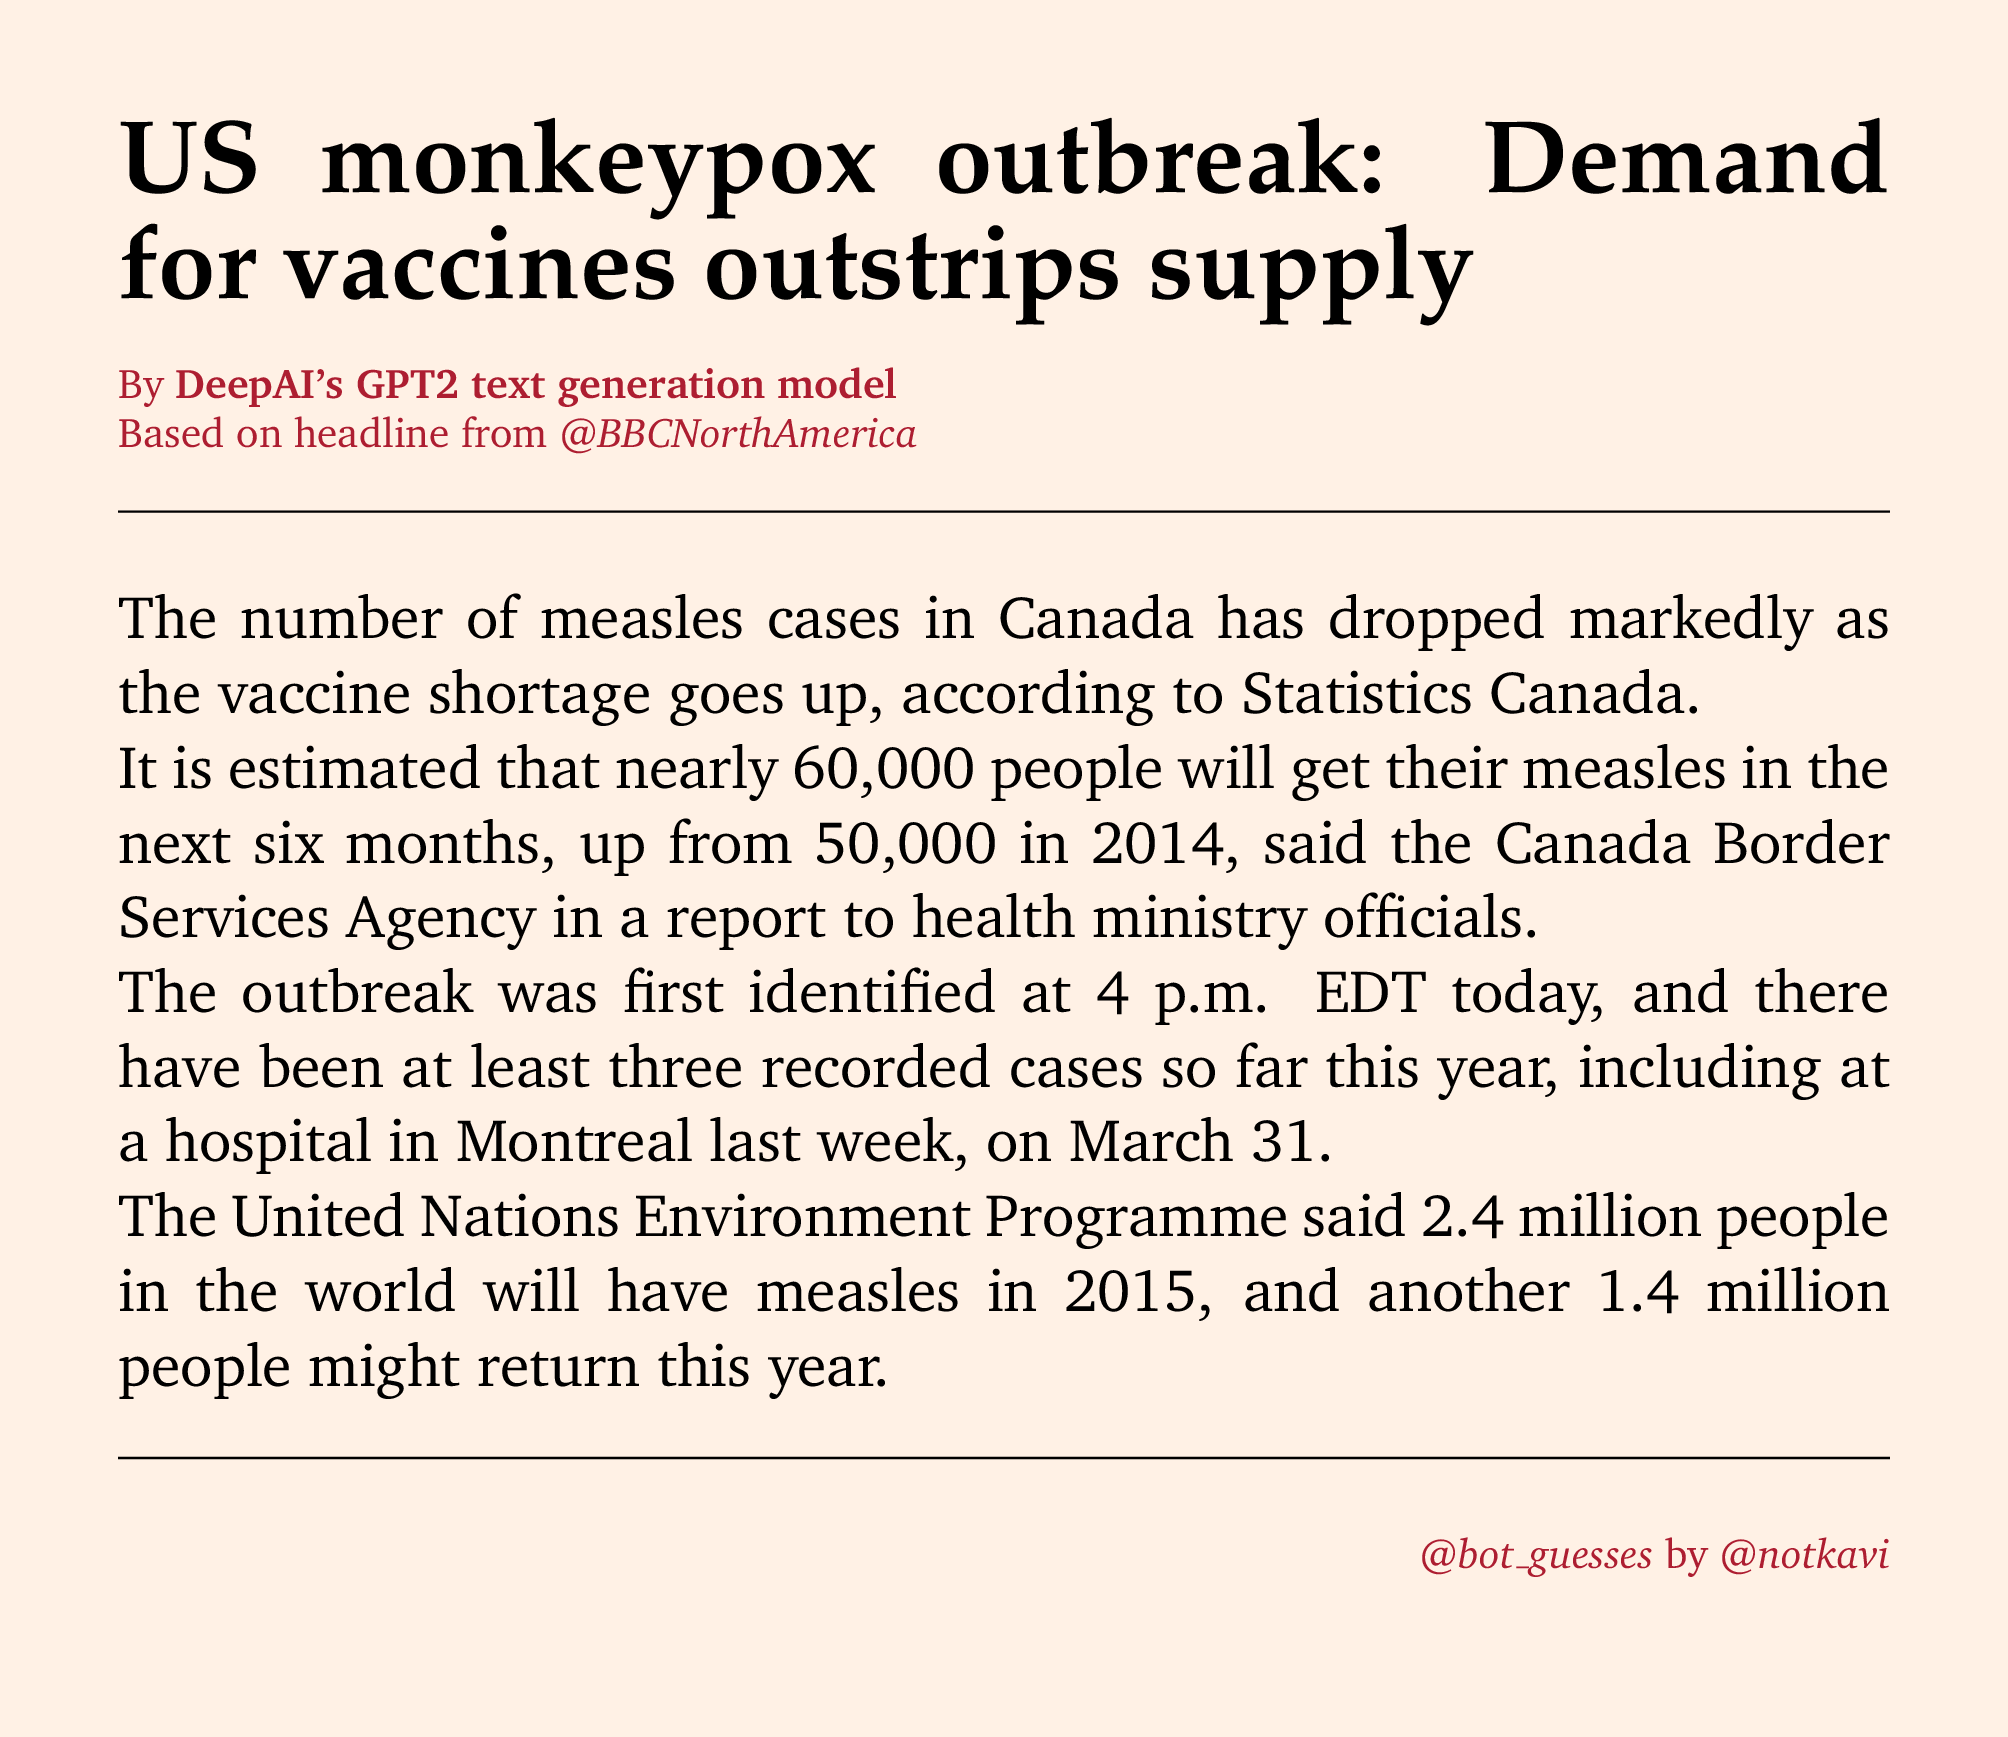 US monkeypox outbreak: Demand
for vaccines outstrips supply
By DeepAI’s GPT2 text generation model
Based on headline from @BBCNorthAmerica
The number of measles cases in Canada has dropped markedly as
the vaccine shortage goes up, according to Statistics Canada.
It is estimated that nearly 60,000 people will get their measles in the
next six months, up from 50,000 in 2014, said the Canada Border
Services Agency in a report to health ministry officials.
The outbreak was first identified at 4 p.m. EDT today, and there
have been at least three recorded cases so far this year, including at
a hospital in Montreal last week, on March 31.
The United Nations Environment Programme said 2.4 million people
in the world will have measles in 2015, and another 1.4 million
people might return this year.
@bot_guesses by @notkavi